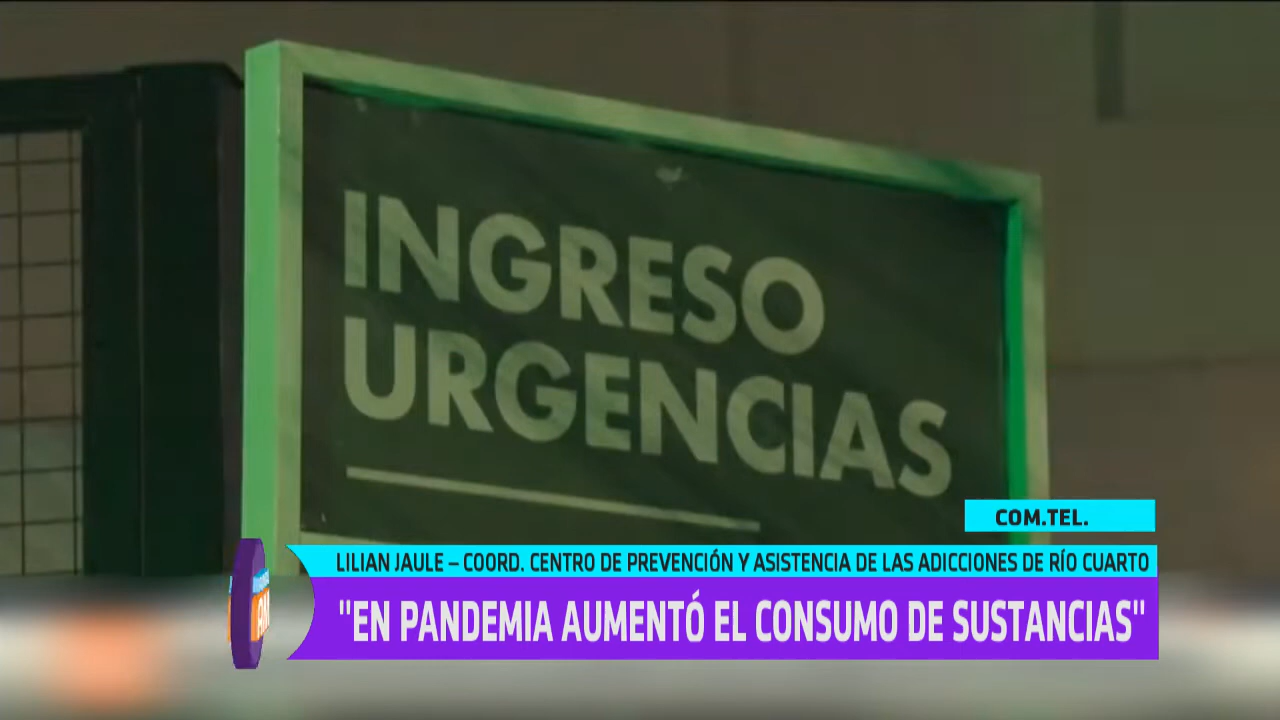 INGRESO
URGENCIAS
COM.TEL.
LILIAN JAULE – COORD. CENTRO DE PREVENCIÓN Y ASISTENCIA DE LAS ADICCIONES DE RÍO CUARTO
"EN PANDEMIA AUMENTÓ EL CONSUMO DE SUSTANCIAS"